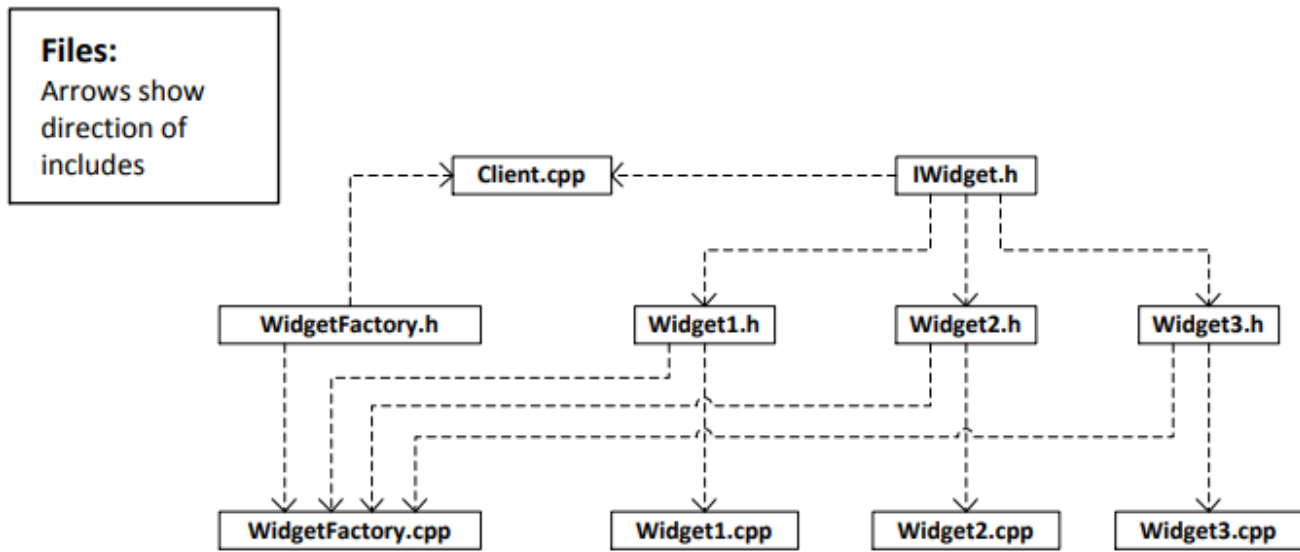 Files:
Arrows show
direction of
includes
Client.cpp
IWidget.h
WidgetFactory.h
Widget1.h
Widget2.h
Widget3.h
WidgetFactory.cpp
Widget1.cpp
Widget2.cpp
Widget3.cpp